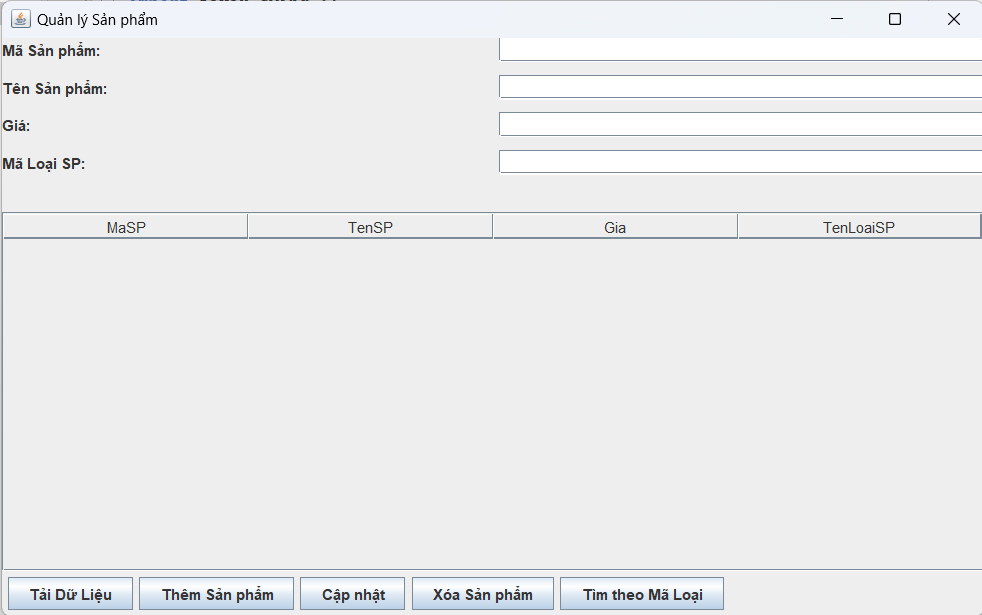 Quản lý Sản phẩm
Mã Sản phẩm:
Tên Sản phẩm:
Giá:
Mã Loại SP:
MaSP TenSP Gia TenLoaiSP
Tải Dữ Liệu Thêm Sản phẩm Cập nhật Xóa Sản phẩm Tìm theo Mã Loại